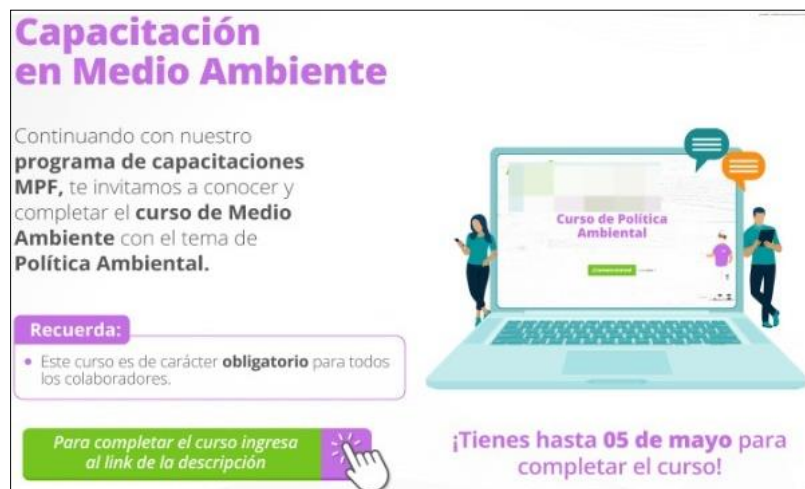 Capacitación
en Medio Ambiente
Continuando con nuestro
programa de capacitaciones
MPF, te invitamos a conocer y
completar el curso de Medio
Ambiente con el tema de
Política Ambiental.
Recuerda:
• Este curso es de carácter obligatorio para todos
los colaboradores.
Para completar el curso ingresa
al link de la descripción
Curso de Política
Ambiental
¡Tienes hasta 05 de mayo para
completar el curso!